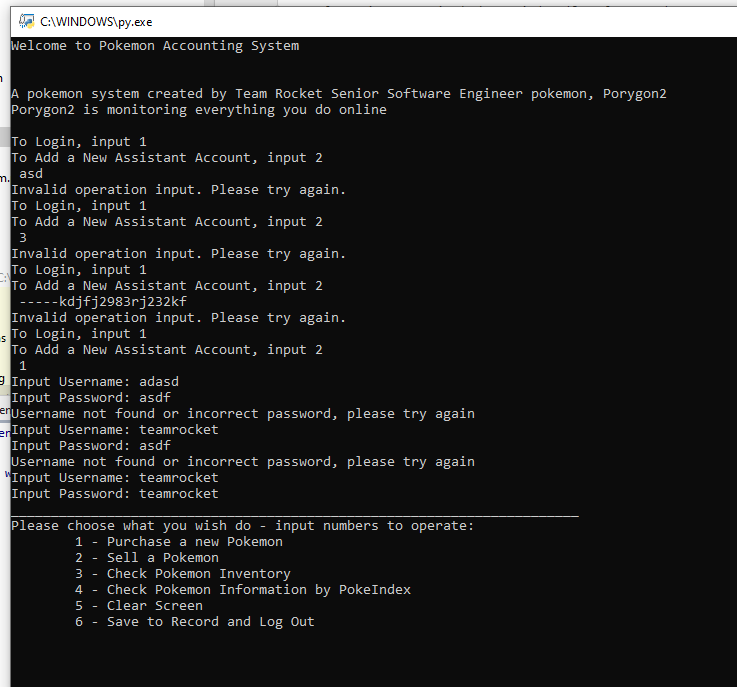 C:\WINDOWS\py.exe
Welcome to Pokemon Accounting System
A pokemon system created by Team Rocket Senior Software Engineer pokemon, Porygon2
Porygon2 is monitoring everything you do online
To Login, input 1
To Add a New Assistant Account, input 2
asd
Invalid operation input. Please try again.
To Login, input 1
To Add a New Assistant Account, input 2
3
Invalid operation input. Please try again.
To Login, input 1
To Add a New Assistant Account, input 2
-----kdjfj2983rj232kf
Invalid operation input. Please try again.
To Login, input 1
To Add a New Assistant Account, input 2
1
Input Username: adasd
Input Password: asdf
Username not found or incorrect password, please try again
Input Username: teamrocket
Input Password: asdf
Username not found or incorrect password, please try again
Input Username: teamrocket
Input Password: teamrocket
Please choose what you wish do - input numbers to operate:
1 - Purchase a new Pokemon
2 - Sell a Pokemon
3 - Check Pokemon Inventory
4 - Check Pokemon Information by PokeIndex
5 - Clear Screen
6 - Save to Record and Log Out